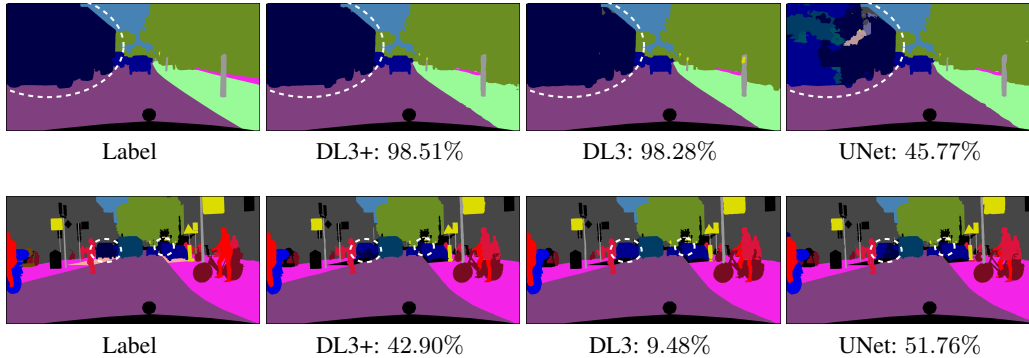 Label DL3+: 98.51% DL3: 98.28% UNet: 45.77%
Label DL3+: 42.90% DL3: 9.48% UNet: 51.76%